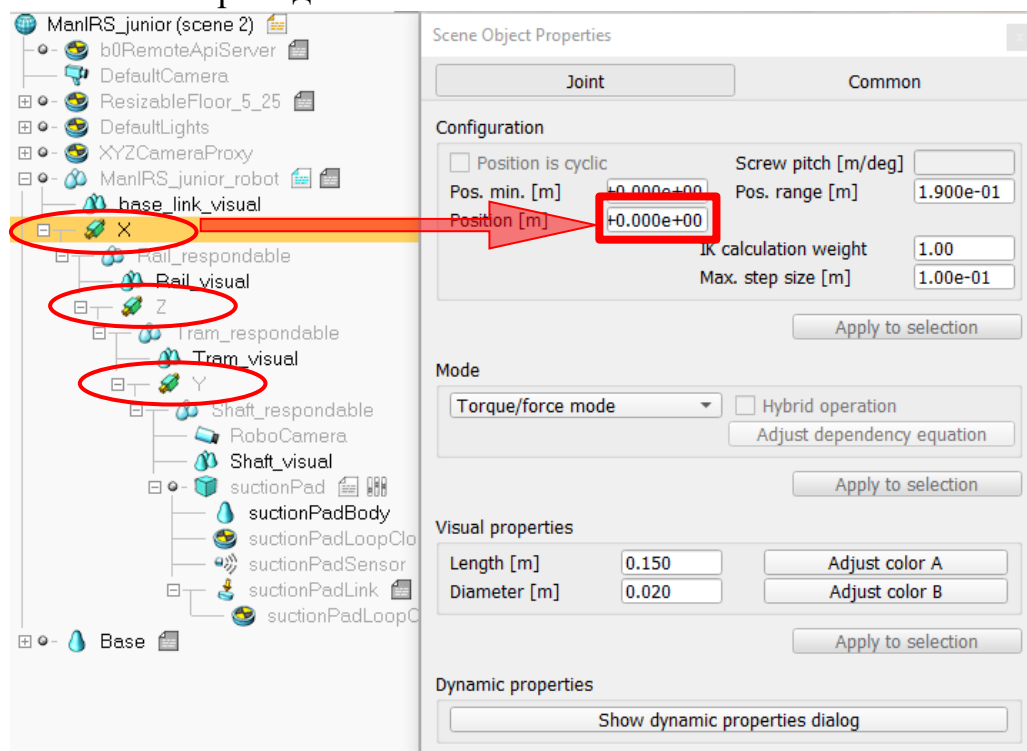 ManIRS_junior (scene 2)
b0RemoteApiServer
DefaultCamera
ResizableFloor_5_25
DefaultLights
XYZCameraProxy
ManIRS_junior_robot
base_link_visual
X
Rail_respondable
Rail_visual
Z
Tram_respondable
Tram_visual
Y
Shaft_respondable
RoboCamera
Shaft_visual
suctionPad
suctionPadBody
suctionPadLoopClo
suctionPadSensor
suctionPadLink
suctionPadLoopC
Base
Scene Object Properties
Joint Common
Configuration
Position is cyclic Screw pitch [m/deg]
Pos. min. [m] +0.000e+00 Pos. range [m] 1.900e-01
Position [m] +0.000e+00
IK calculation weight 1.00
Max. step size [m] 1.00e-01
Apply to selection
Mode
Torque/force mode Hybrid operation
Adjust dependency equation
Apply to selection
Visual properties
Length [m] 0.150 Adjust color A
Diameter [m] 0.020 Adjust color B
Apply to selection
Dynamic properties
Show dynamic properties dialog